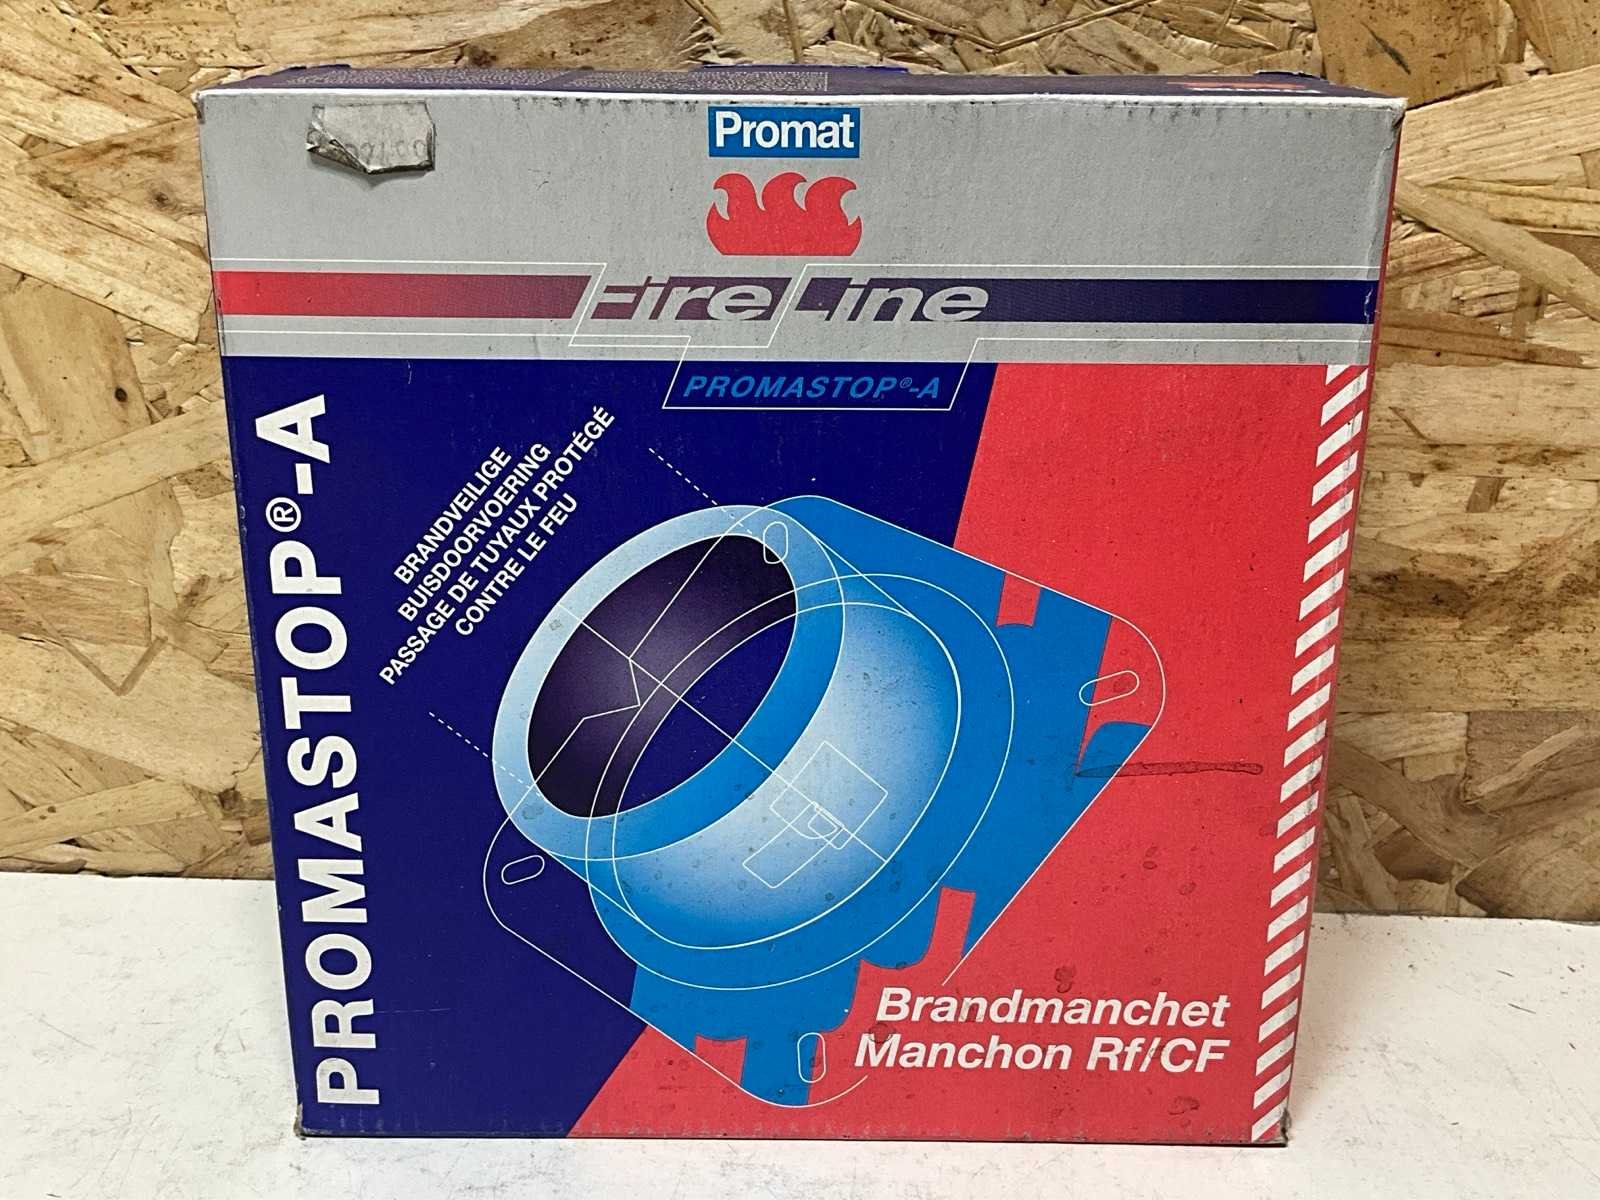 Promat
FireLine
PROMASTOP®-A
BRANDVEILIGE
BUISDOORVOERING
PASSAGE DE TUYAUX PROTÉGÉ
CONTRE LE FEU
PROMASTOP®-A
Brandmanchet
Manchon Rf/CF